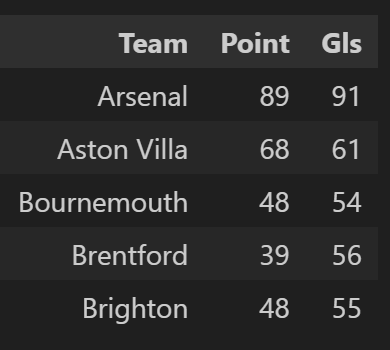 Team Point Gls
Arsenal 89 91
Aston Villa 68 61
Bournemouth 48 54
Brentford 39 56
Brighton 48 55